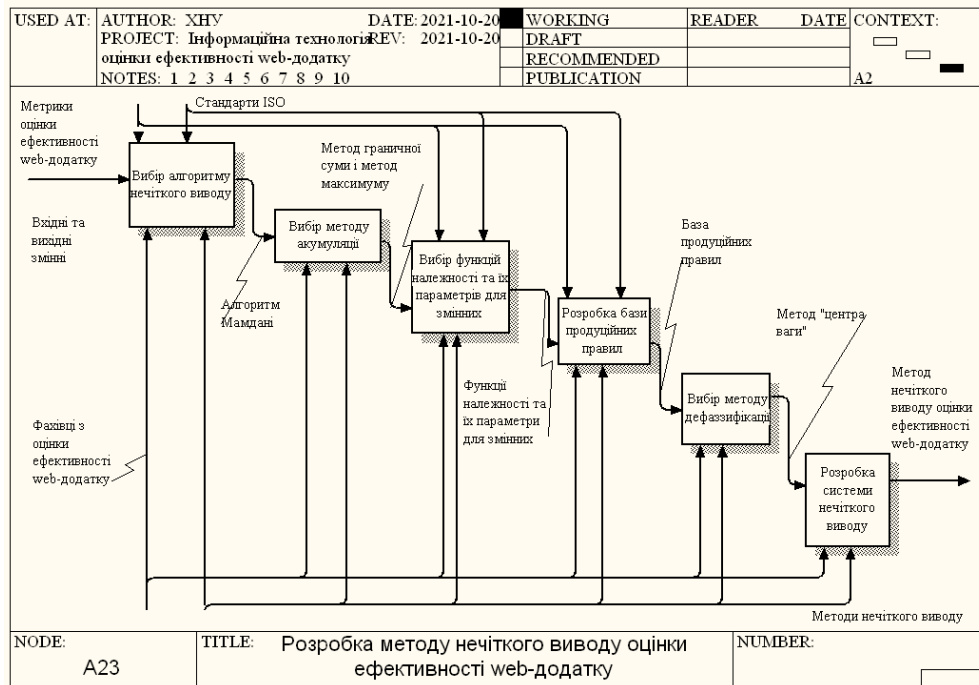 USED AT:
AUTHOR: XHV
DATE: 2021-10-20
PROJECT: Інформаційна технологія
REV: 2021-10-20
оцінки ефективності web-додатку
NOTES: 1 2 3 4 5 6 7 8 9 10
WORKING
DRAFT
RECOMMENDED
PUBLICATION
READER
DATE
CONTEXT:
A2
Метрики
оцінки
ефективності
web-додатку
Стандарти ISO
Вибір алгоритму
нечіткого виводу
Метод граничної
суми і метод
максимуму
Вхідні та
вихідні
змінні
Вибір методу
акумуляції
Алгоритм
Мамдані
Вибір функцій
належності та їх
параметрів для
змінних
База
продуційних
правил
Розробка бази
продуційних
правил
Метод "центра
ваги"
Функції
належності та
їх параметри
для змінних
Вибір методу
дефаззифікації
Метод
нечіткого
виводу оцінки
ефективності
web-додатку
Фахівці з
оцінки
ефективності
web-додатку
Розробка
системи
нечіткого
виводу
Методи нечіткого виводу
NODE:
A23
TITLE:
Розробка методу нечіткого виводу оцінки
ефективності web-додатку
NUMBER: